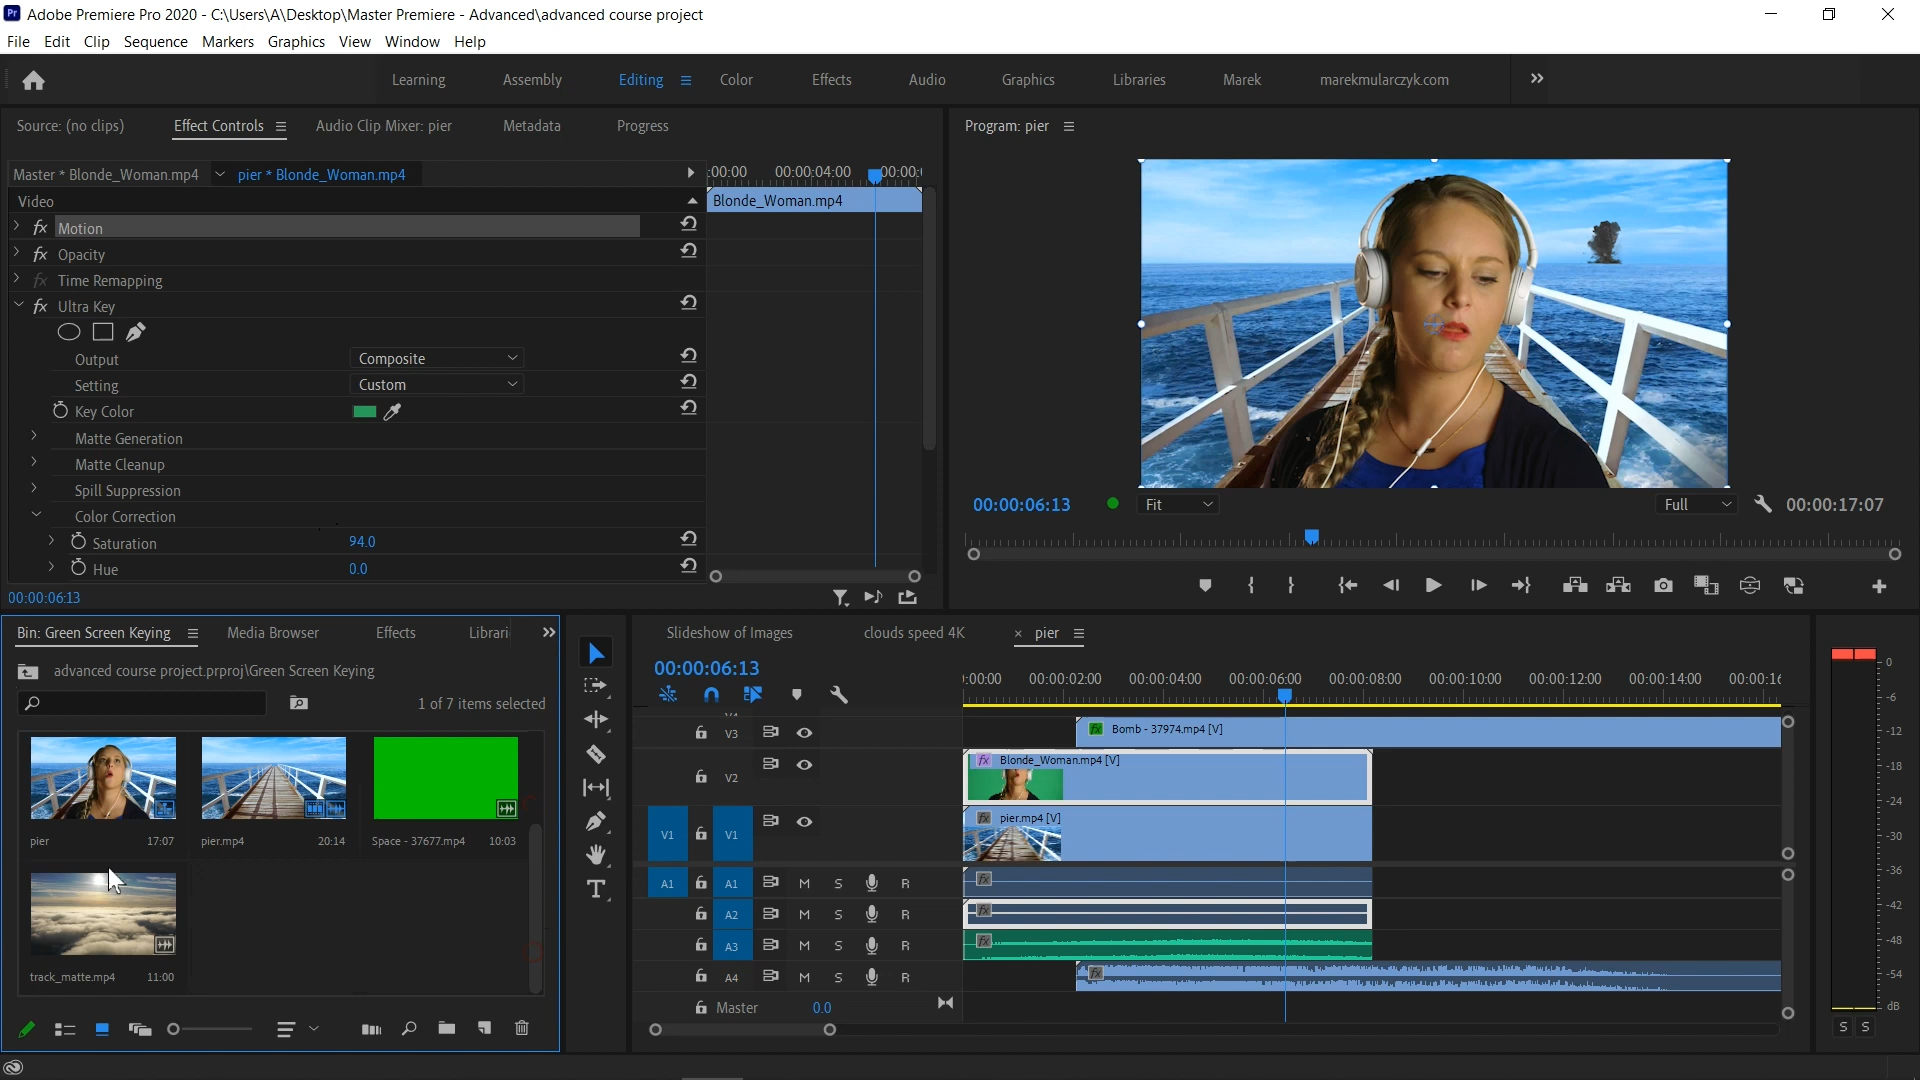 Adobe Premiere Pro 2020 - C:\Users\A\Desktop\Master Premiere - Advanced\advanced course project
File Edit Clip Sequence Markers Graphics View Window Help
Learning Assembly Editing Color Effects Audio Graphics Libraries Marek marekmularczyk.com
Source: (no clips) Effect Controls Audio Clip Mixer: pier Metadata Progress
Program: pier
Master * Blonde_Woman.mp4 pier * Blonde_Woman.mp4
:00:00 00:00:04:00 00:00:
Video
Blonde_Woman.mp4
fx Motion
fx Opacity
fx Time Remapping
fx Ultra Key
Output Composite
Setting Custom
Key Color
Matte Generation
Matte Cleanup
Spill Suppression
Color Correction
Saturation 94.0
Hue 0.0
00:00:06:13
00:00:06:13 Fit Full 00:00:17:07
Bin: Green Screen Keying Media Browser Effects Librari
advanced course project.prproj\Green Screen Keying
1 of 7 items selected
pier 17:07
pier.mp4 20:14
Space - 37677.mp4 10:03
track_matte.mp4 11:00
Slideshow of Images clouds speed 4K × pier
00:00:06:13
:00:00 00:00:02:00 00:00:04:00 00:00:06:00 00:00:08:00 00:00:10:00 00:00:12:00 00:00:14:00 00:00:16
V3 fx Bomb - 37974.mp4 [V]
V2 fx Blonde_Woman.mp4 [V]
V1 V1 fx pier.mp4 [V]
A1 A1 M S R fx
A2 M S R fx
A3 M S R fx
A4 M S R fx
Master 0.0
0
-6
-12
-18
-24
-30
-36
-42
-48
-54
dB
S S